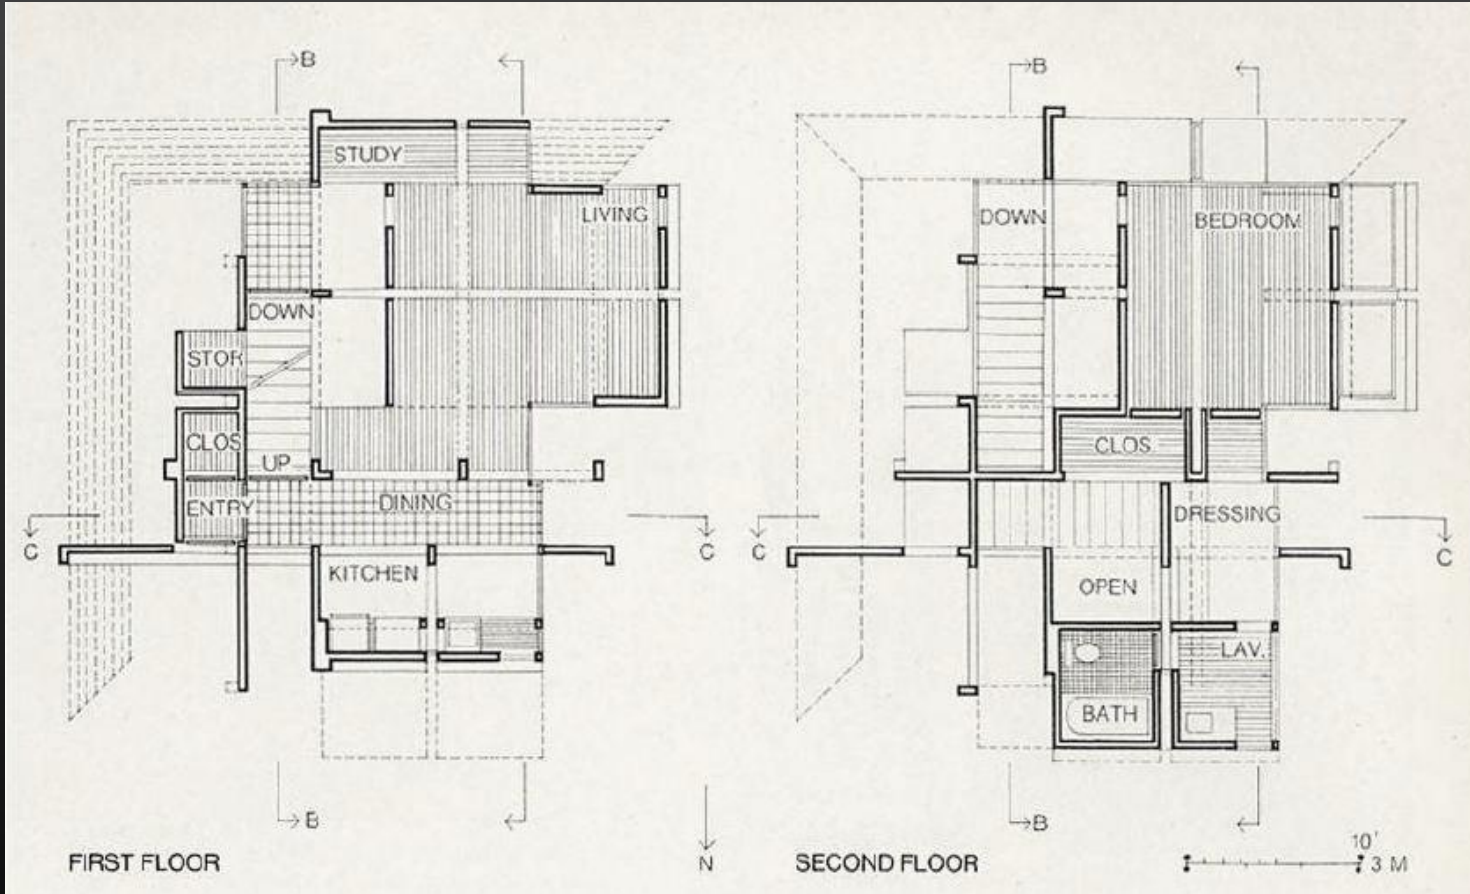 B
STUDY
LIVING
DOWN
STOR
CLOS
UP
ENTRY
DINING
C
C
KITCHEN
B
FIRST FLOOR
N
B
DOWN
BEDROOM
CLOS.
DRESSING
C
C
OPEN
LAV.
BATH
B
SECOND FLOOR
10'
3 M